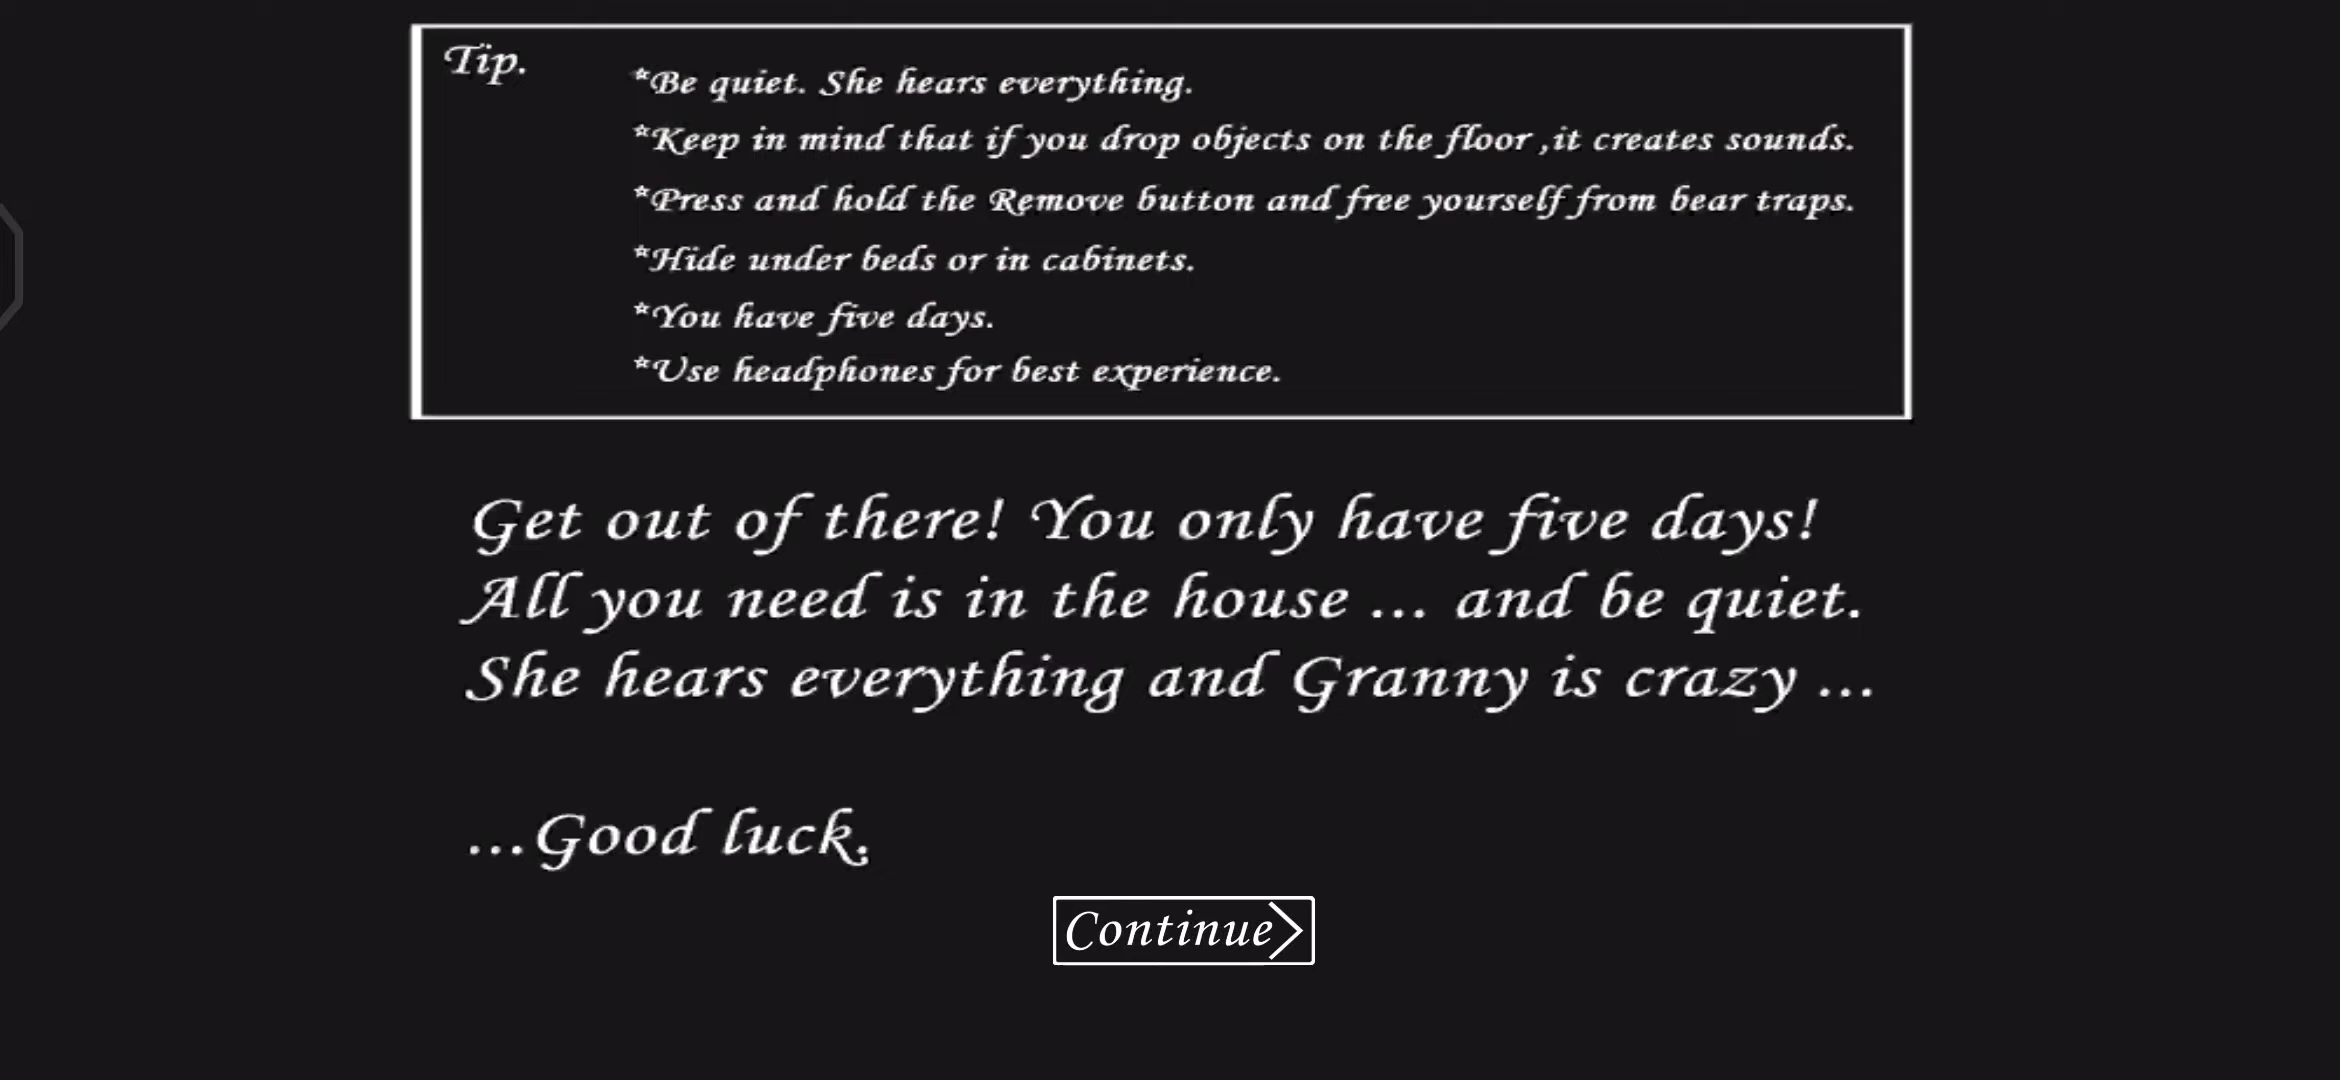 Tip.
*Be quiet. She hears everything.
*Keep in mind that if you drop objects on the floor ,it creates sounds.
*Press and hold the Remove button and free yourself from bear traps.
*Hide under beds or in cabinets.
*You have five days.
*Use headphones for best experience.
Get out of there! You only have five days!
All you need is in the house ... and be quiet.
She hears everything and Granny is crazy ...
...Good luck.
Continue